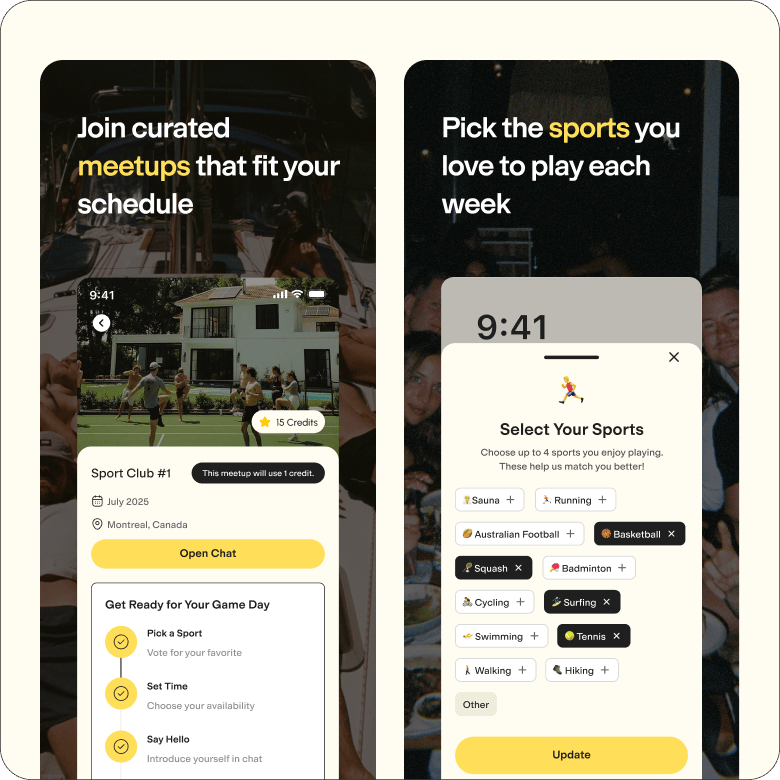 Join curated
meetups that fit your
schedule
9:41
15 Credits
Sport Club #1
This meetup will use 1 credit.
July 2025
Montreal, Canada
Open Chat
Get Ready for Your Game Day
Pick a Sport
Vote for your favorite
Set Time
Choose your availability
Say Hello
Introduce yourself in chat
Pick the sports you
love to play each
week
9:41
Select Your Sports
Choose up to 4 sports you enjoy playing.
These help us match you better!
Sauna + Running +
Australian Football + Basketball ×
Squash × Badminton +
Cycling + Surfing ×
Swimming + Tennis ×
Walking + Hiking +
Other
Update